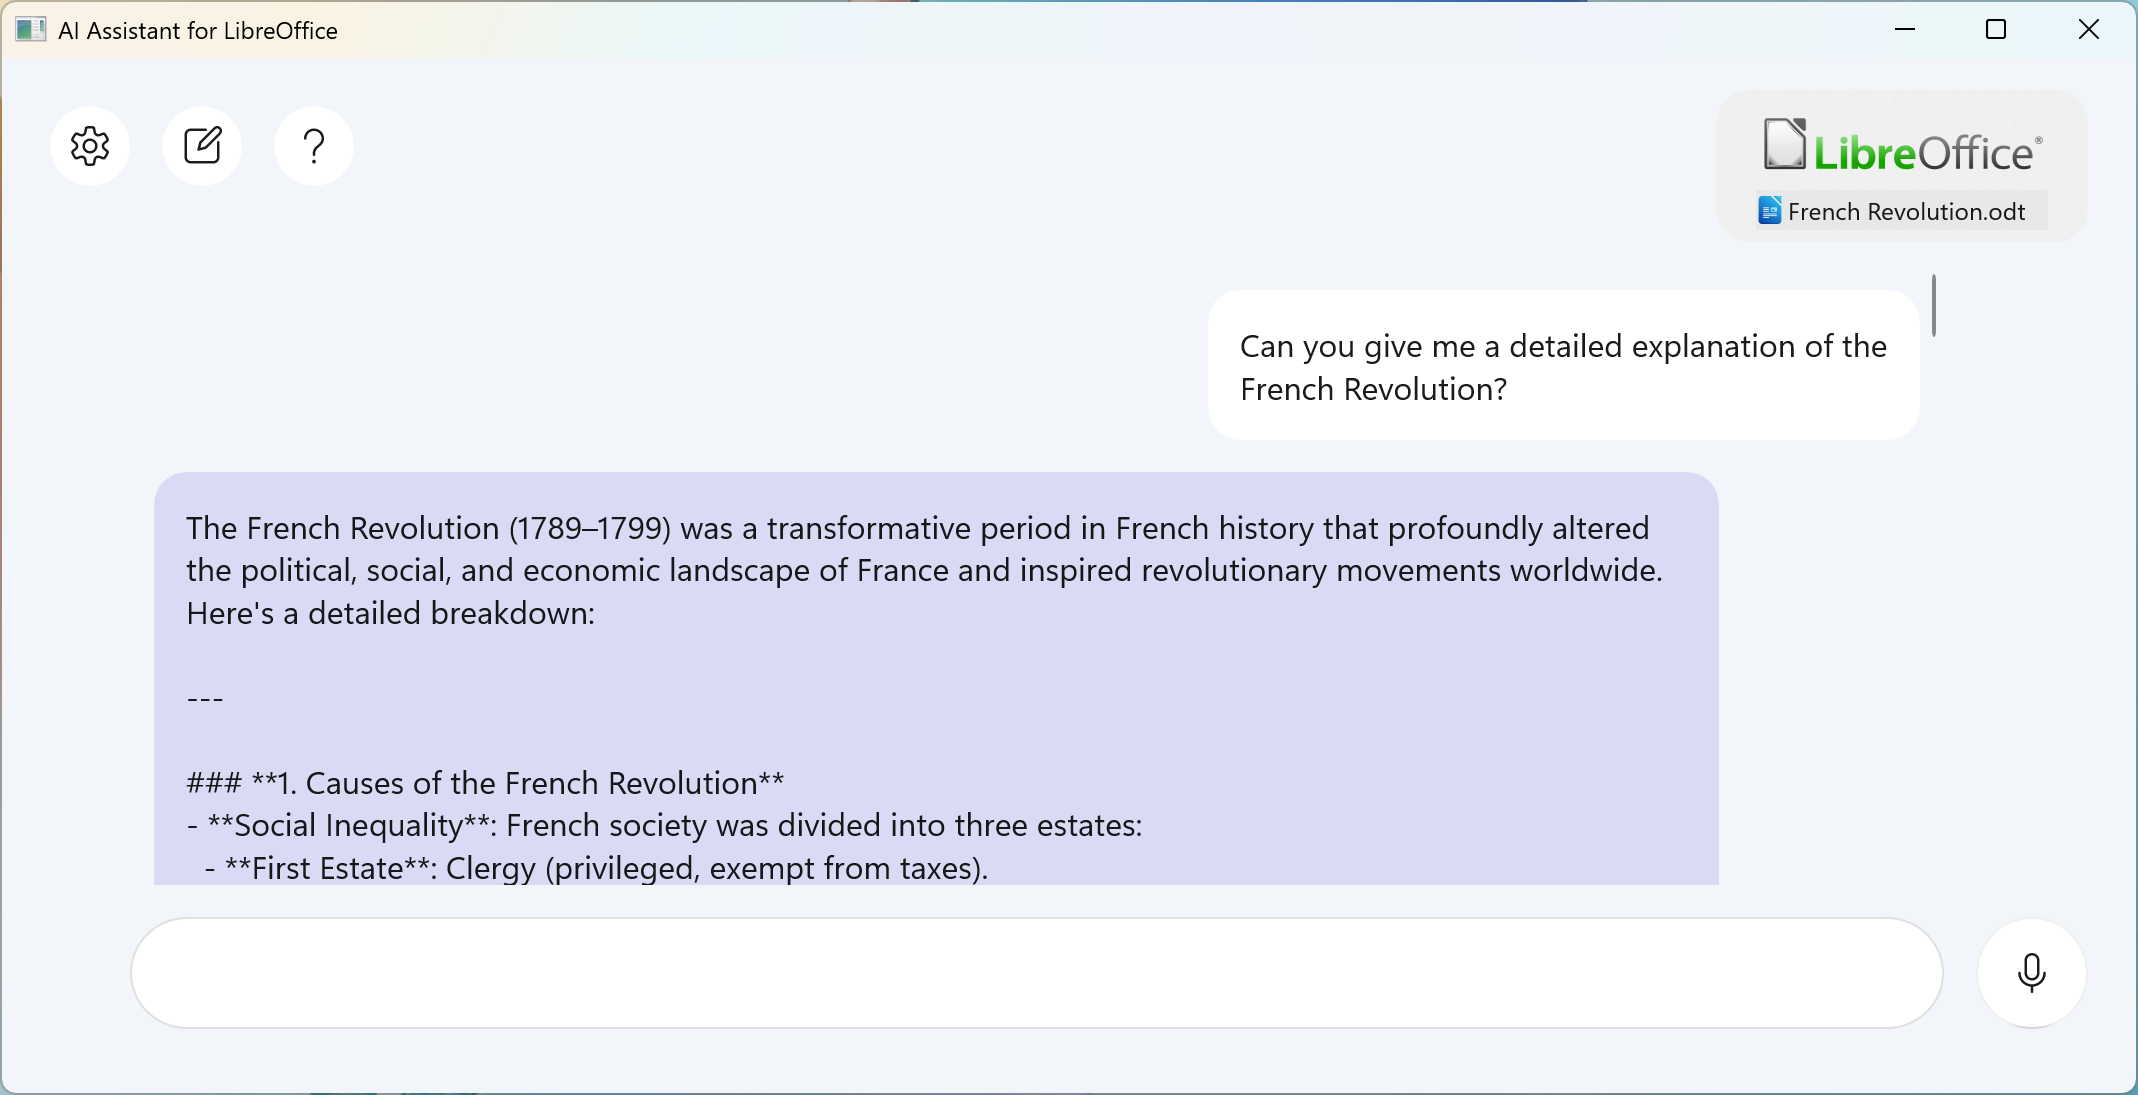 AI Assistant for LibreOffice
LibreOffice®
French Revolution.odt
Can you give me a detailed explanation of the
French Revolution?
The French Revolution (1789–1799) was a transformative period in French history that profoundly altered
the political, social, and economic landscape of France and inspired revolutionary movements worldwide.
Here's a detailed breakdown:
---
### **1. Causes of the French Revolution**
- **Social Inequality**: French society was divided into three estates:
- **First Estate**: Clergy (privileged, exempt from taxes).